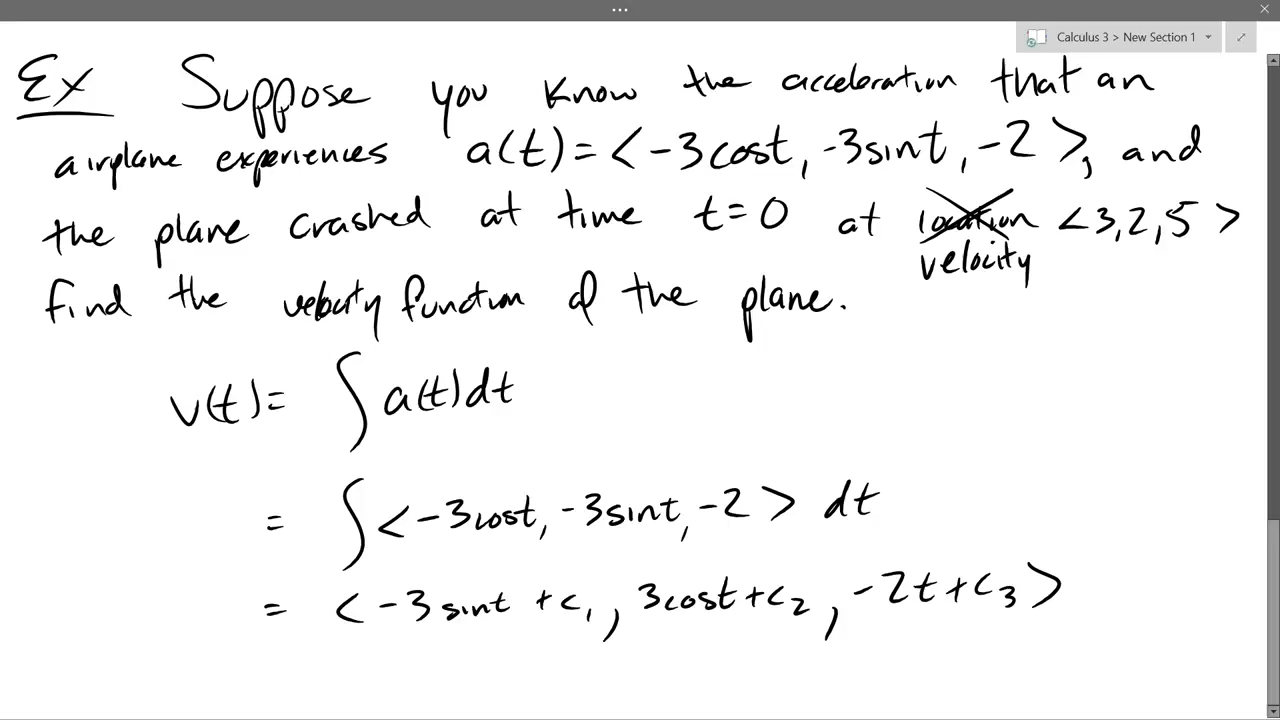 Calculus 3 > New Section 1
Ex Suppose you know the acceleration that an
airplane experiences a(t) = < -3cost, -3sint, -2 >, and
the plane crashed at time t=0 at location <3,2,5>
velocity
find the velocity function of the plane.
v(t) = ∫ a(t)dt
= ∫ < -3cost, -3sint, -2 > dt
= < -3sint + c₁, 3cost + c₂, -2t + c₃ >